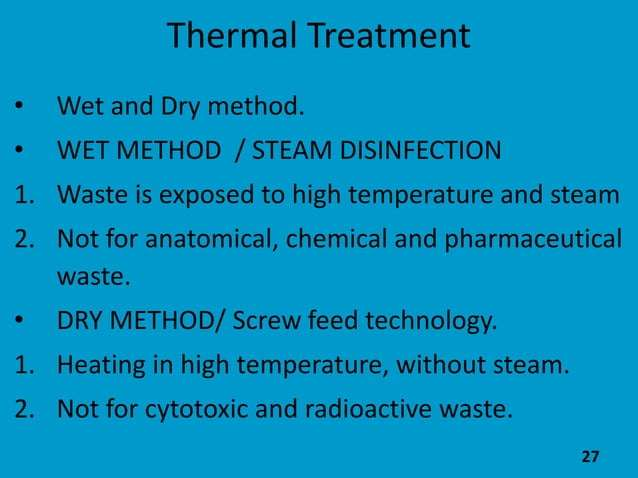 Thermal Treatment
• Wet and Dry method.
• WET METHOD / STEAM DISINFECTION
1. Waste is exposed to high temperature and steam
2. Not for anatomical, chemical and pharmaceutical
waste.
• DRY METHOD/ Screw feed technology.
1. Heating in high temperature, without steam.
2. Not for cytotoxic and radioactive waste.
27